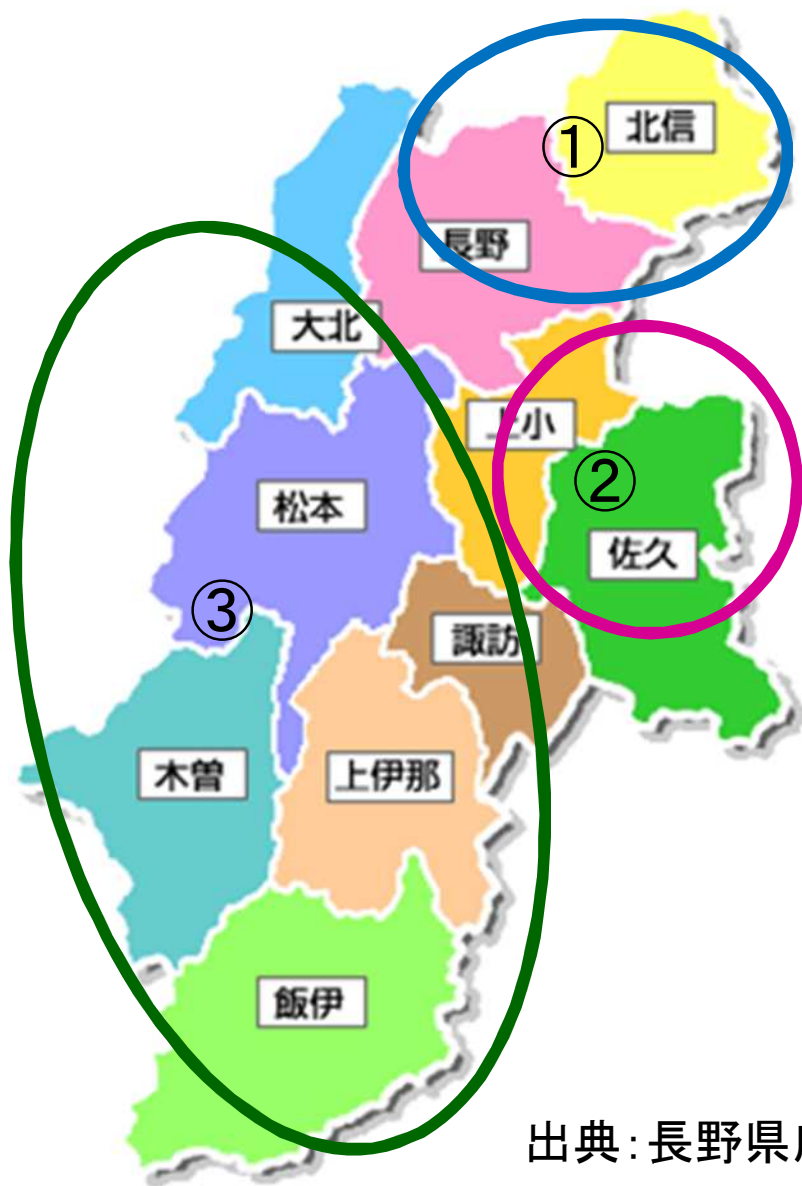 北信
①
長野
大北
上小
②
松本
佐久
③
諏訪
木曽
上伊那
飯伊
出典：長野県